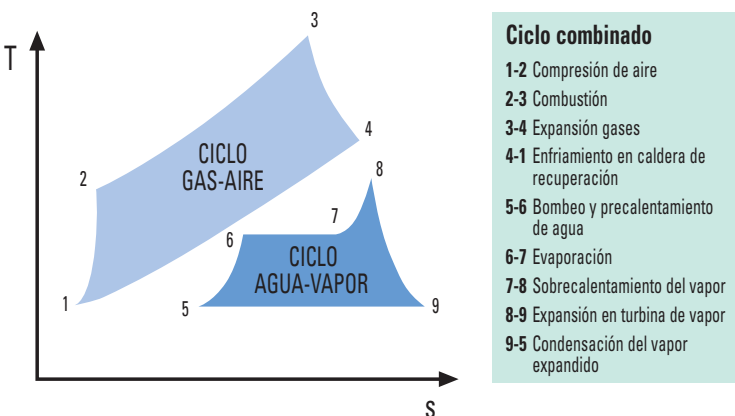 T
3
4
CICLO
GAS-AIRE
2
8
7
6
CICLO
AGUA-VAPOR
1
5
9
s
Ciclo combinado
1-2 Compresión de aire
2-3 Combustión
3-4 Expansión gases
4-1 Enfriamiento en caldera de
recuperación
5-6 Bombeo y precalentamiento
de agua
6-7 Evaporación
7-8 Sobrecalentamiento del vapor
8-9 Expansión en turbina de vapor
9-5 Condensación del vapor
expandido